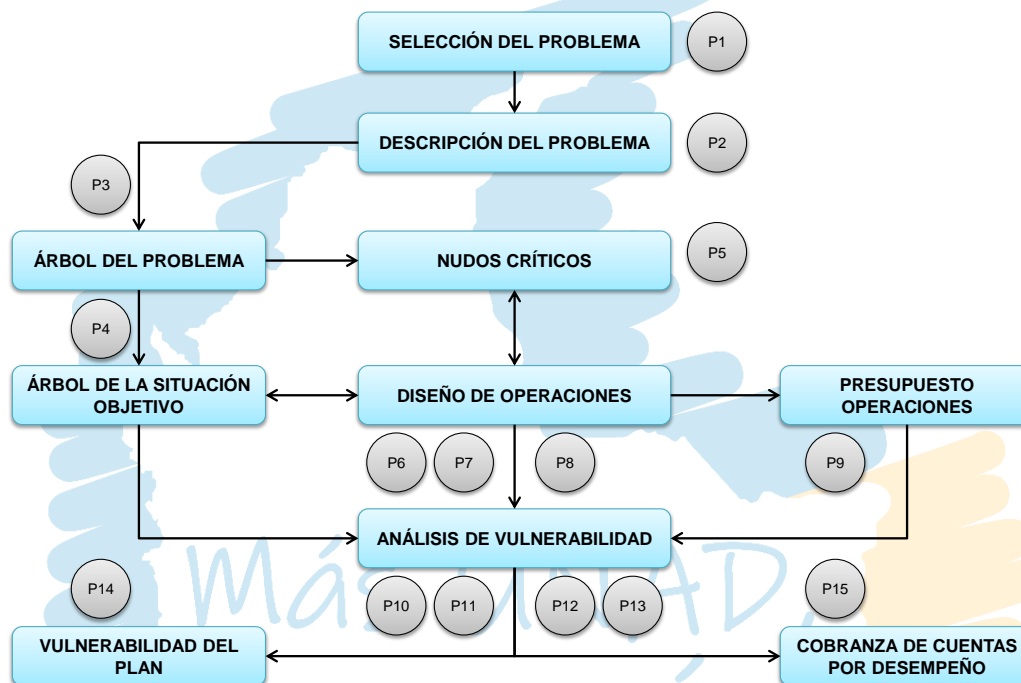 SELECCIÓN DEL PROBLEMA
P1
DESCRIPCIÓN DEL PROBLEMA
P2
P3
ÁRBOL DEL PROBLEMA
NUDOS CRÍTICOS
P5
P4
ÁRBOL DE LA SITUACIÓN
OBJETIVO
DISEÑO DE OPERACIONES
PRESUPUESTO
OPERACIONES
P6
P7
P8
P9
ANÁLISIS DE VULNERABILIDAD
Más UNAD,
P14
P10
P11
P12
P13
P15
VULNERABILIDAD DEL
PLAN
COBRANZA DE CUENTAS
POR DESEMPEÑO